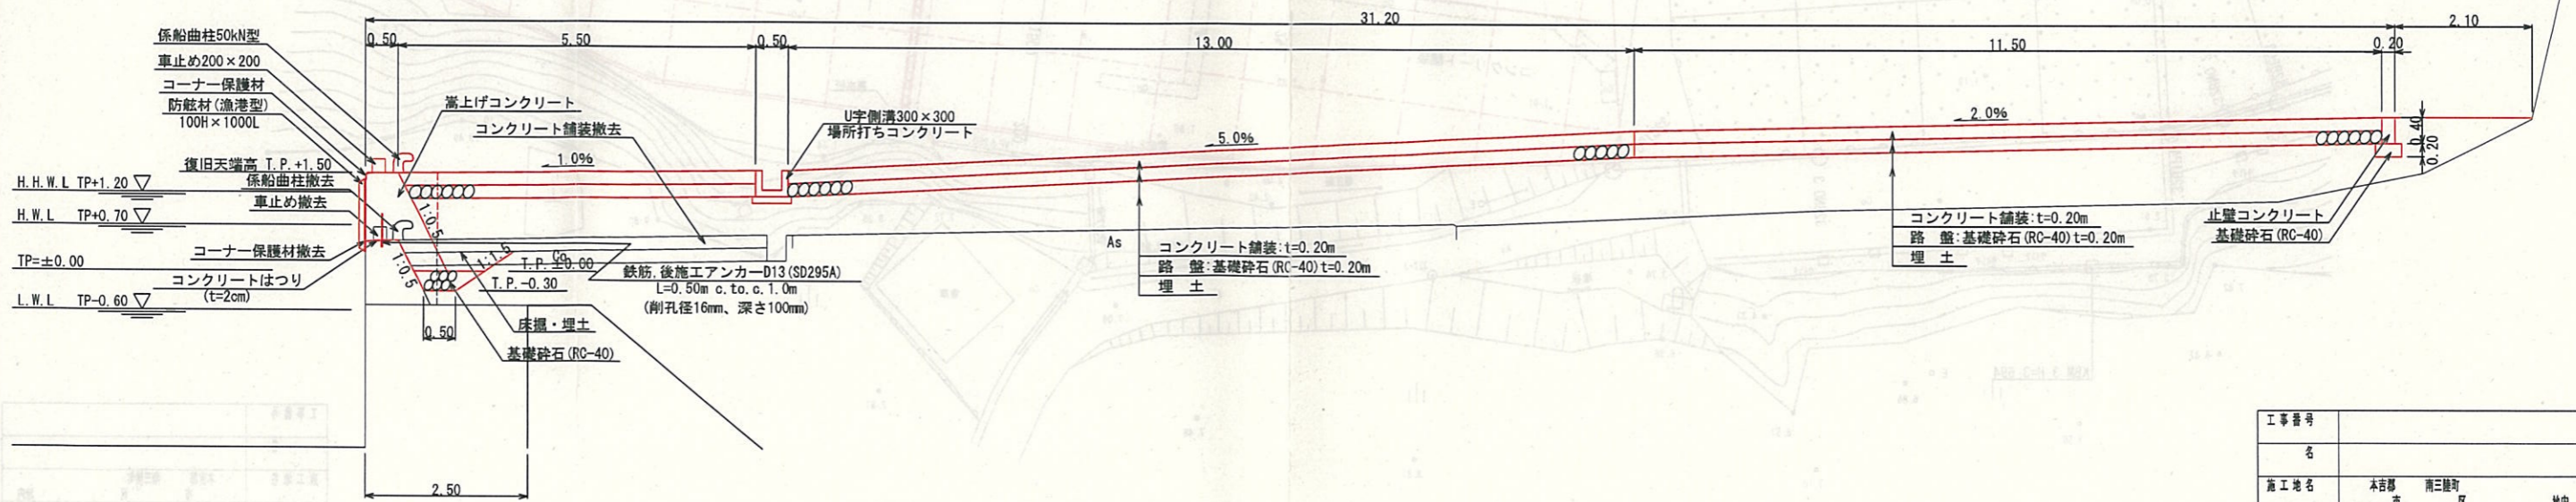 31.20
2.10
0.50
5.50
0.50
13.00
11.50
0.20
係船曲柱50kN型
車止め200×200
コーナー保護材
防舷材(漁港型)
100H×1000L
嵩上げコンクリート
コンクリート舗装撤去
U字側溝300×300
場所打ちコンクリート
復旧天端高 T.P.+1.50
1.0%
5.0%
2.0%
0.40
0.20
H.H.W.L TP+1.20
係船曲柱撤去
車止め撤去
H.W.L TP+0.70
1:0.5
コーナー保護材撤去
TP=±0.00
1:0.5
1:1.5
Co
T.P.±0.00
T.P.-0.30
コンクリートはつり
(t=2cm)
L.W.L TP-0.60
鉄筋,後施工アンカーD13(SD295A)
L=0.50m c.to.c.1.0m
(削孔径16mm、深さ100mm)
As
コンクリート舗装:t=0.20m
路 盤:基礎砕石(RC-40)t=0.20m
埋 土
コンクリート舗装:t=0.20m
路 盤:基礎砕石(RC-40)t=0.20m
埋 土
止壁コンクリート
基礎砕石(RC-40)
0.50
床掘・埋土
基礎砕石(RC-40)
2.50
工事番号
名
施工地名 本吉郡 南三陸町